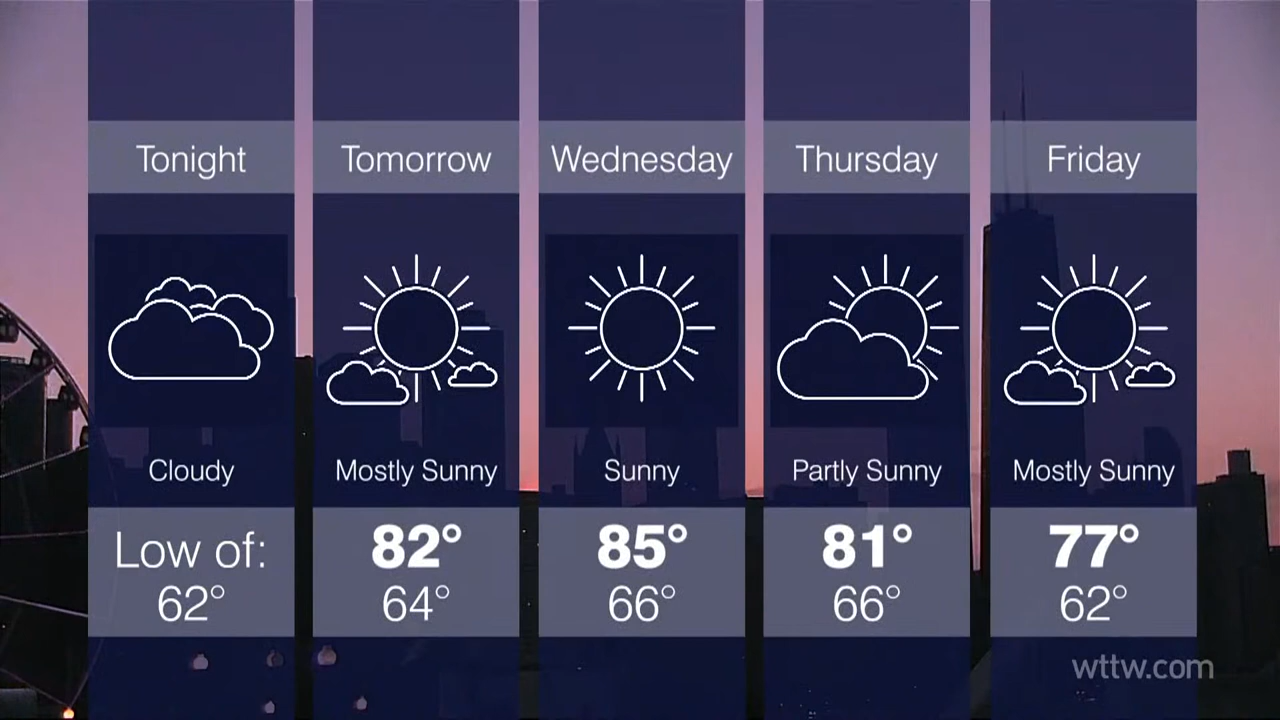 Tonight
Cloudy
Low of:
62°
Tomorrow
Mostly Sunny
82°
64°
Wednesday
Sunny
85°
66°
Thursday
Partly Sunny
81°
66°
Friday
Mostly Sunny
77°
62°
wttw.com